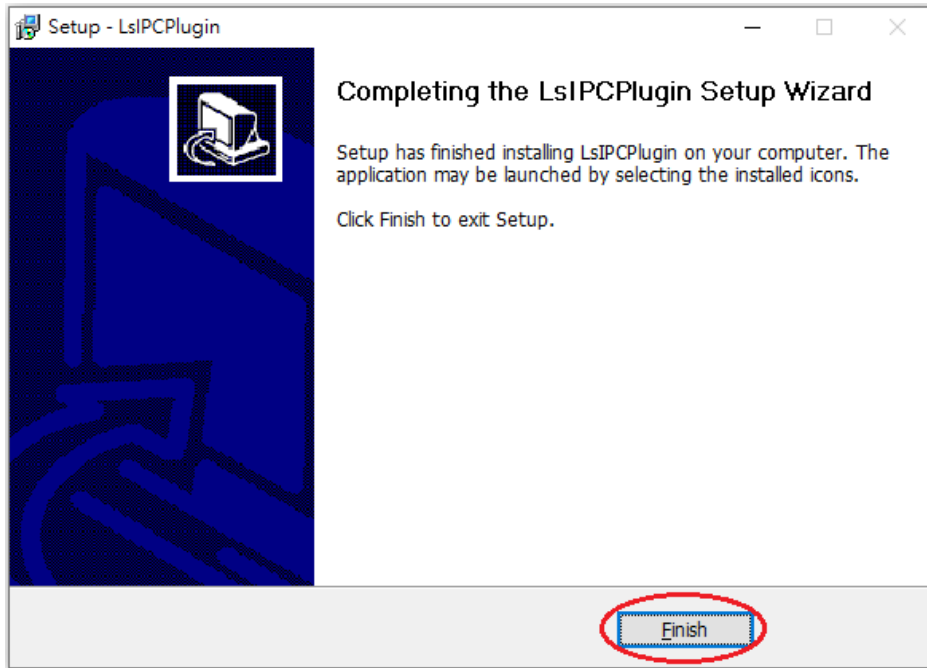 Setup - LsIPCPlugin
Completing the LsIPCPlugin Setup Wizard
Setup has finished installing LsIPCPlugin on your computer. The
application may be launched by selecting the installed icons.
Click Finish to exit Setup.
Finish